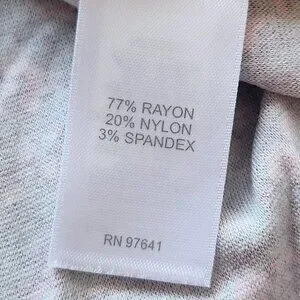 77% RAYON
20% NYLON
3% SPANDEX
RN 97641